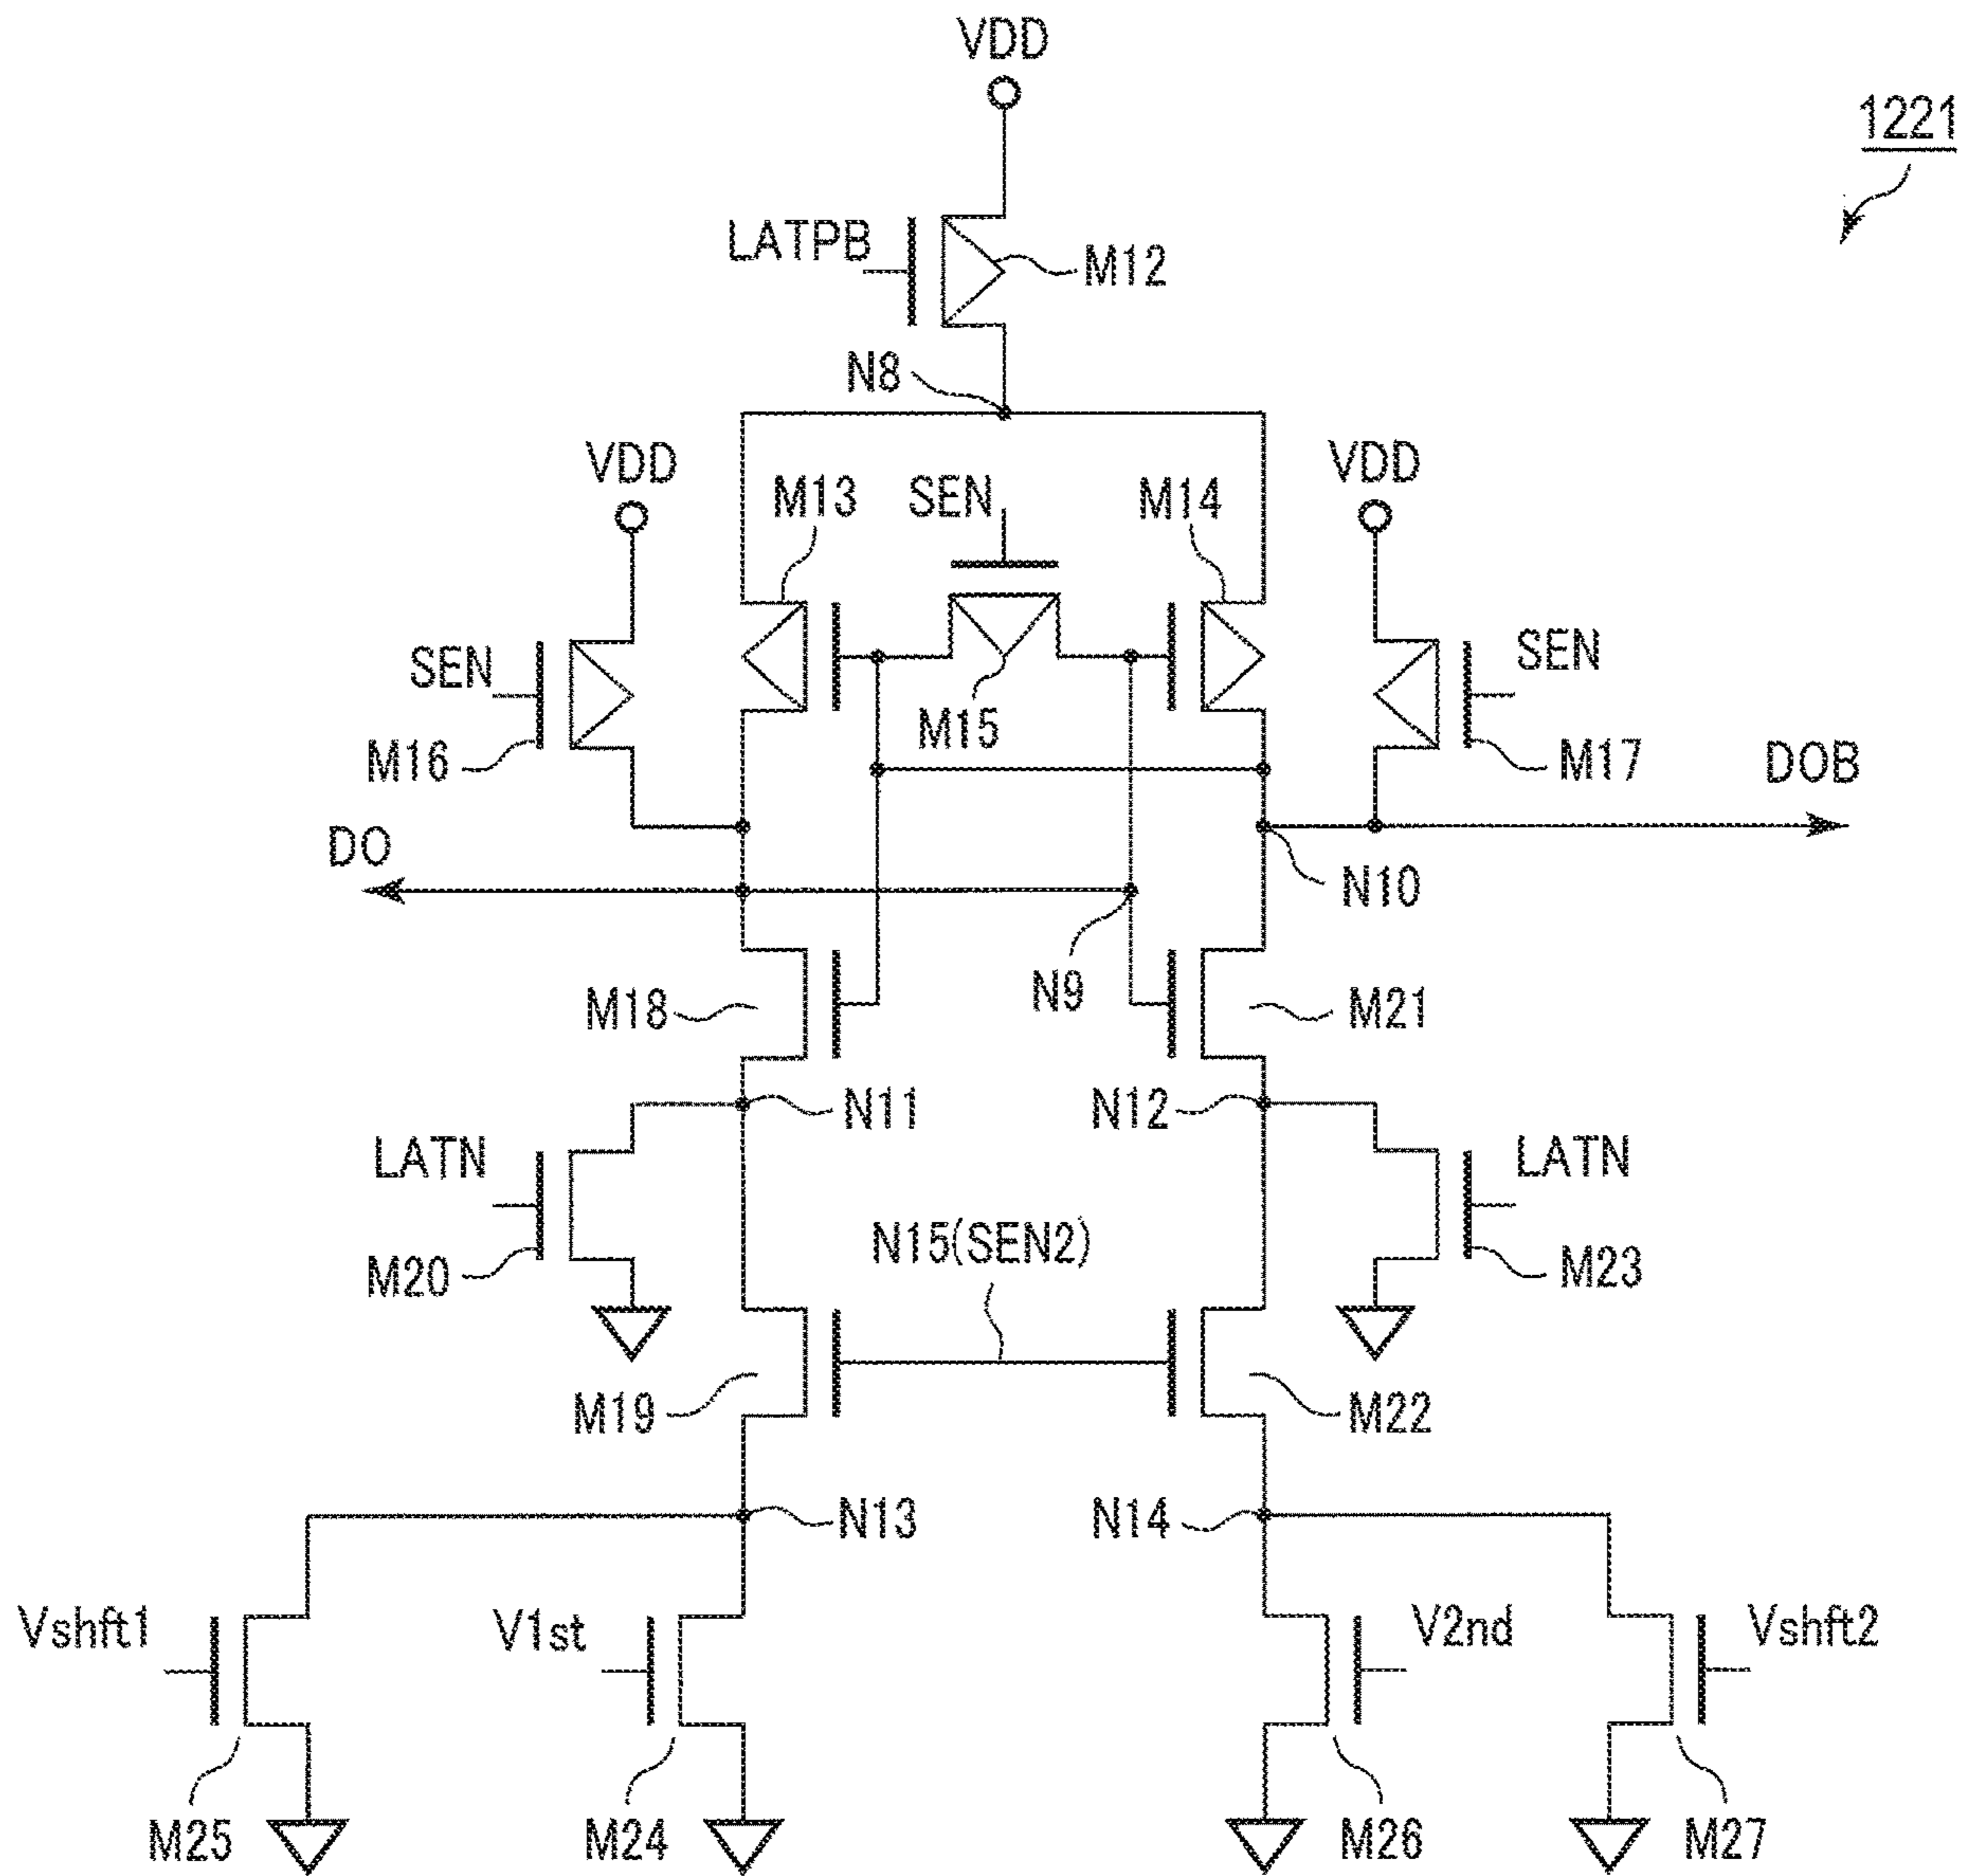 VDD
1221
LATPB
M12
N8
VDD
M13
SEN
M14
VDD
SEN
M16
M15
SEN
M17
DOB
DO
N10
M18
N9
M21
N11
N12
LATN
M20
N15(SEN2)
LATN
M23
M19
M22
N13
N14
Vshft1
V1st
V2nd
Vshft2
M25
M24
M26
M27